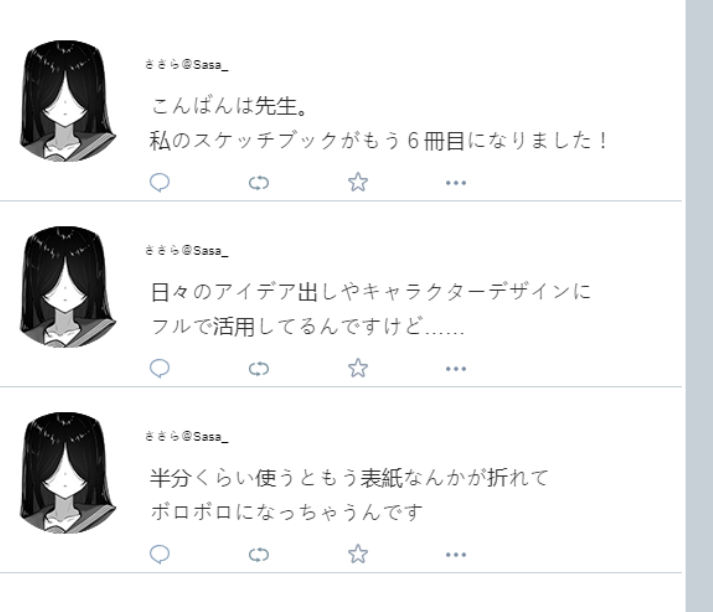 ささら@Sasa_
こんばんは先生。
私のスケッチブックがもう６冊目になりました！
ささら@Sasa_
日々のアイデア出しやキャラクターデザインに
フルで活用してるんですけど……
ささら@Sasa_
半分くらい使うともう表紙なんかが折れて
ボロボロになっちゃうんです